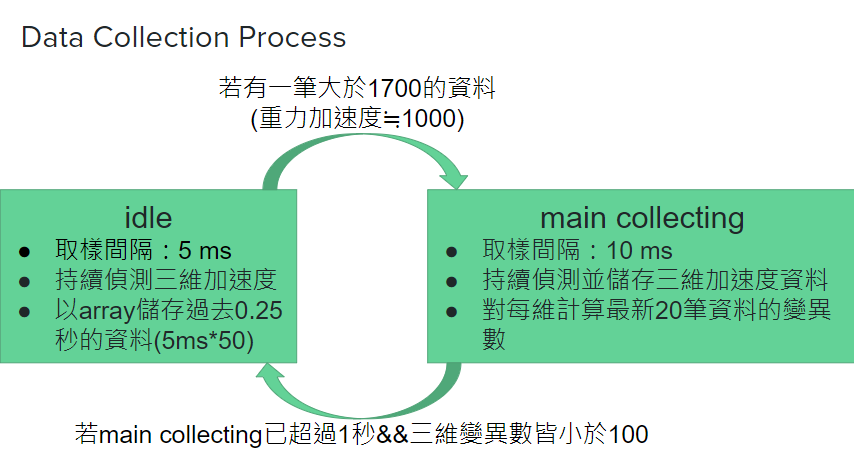 Data Collection Process
若有一筆大於1700的資料
(重力加速度≒1000)
idle
● 取樣間隔：5 ms
● 持續偵測三維加速度
● 以array儲存過去0.25
秒的資料(5ms*50)
main collecting
● 取樣間隔：10 ms
● 持續偵測並儲存三維加速度資料
● 對每維計算最新20筆資料的變異
數
若main collecting已超過1秒&&三維變異數皆小於100